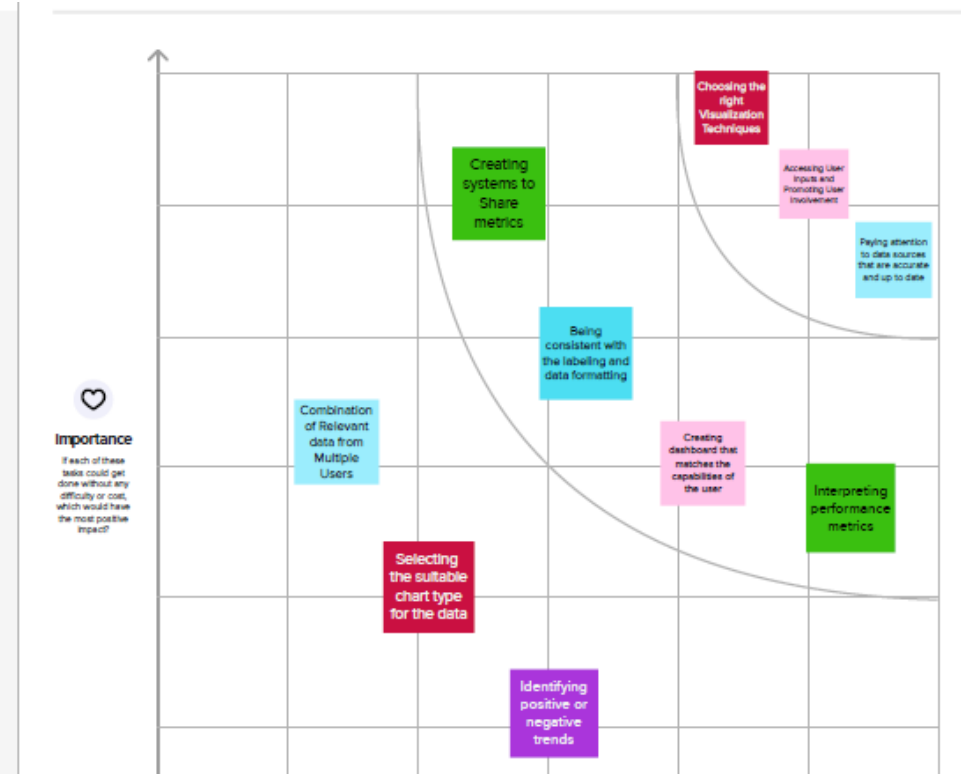 Choosing the
right
Visualization
Techniques
Creating
systems to
Share
metrics
Accessing User
Inputs and
Promoting User
Involvement
Paying attention
to data sources
that are accurate
and up to date
Being
consistent with
the labeling and
data formatting
Combination
of Relevant
data from
Multiple
Users
Creating
dashboard that
matches the
capabilities of
the user
Importance
If each of these
tasks could get
done without any
difficulty or cost,
which would have
the most positive
impact?
Interpreting
performance
metrics
Selecting
the suitable
chart type
for the data
Identifying
positive or
negative
trends